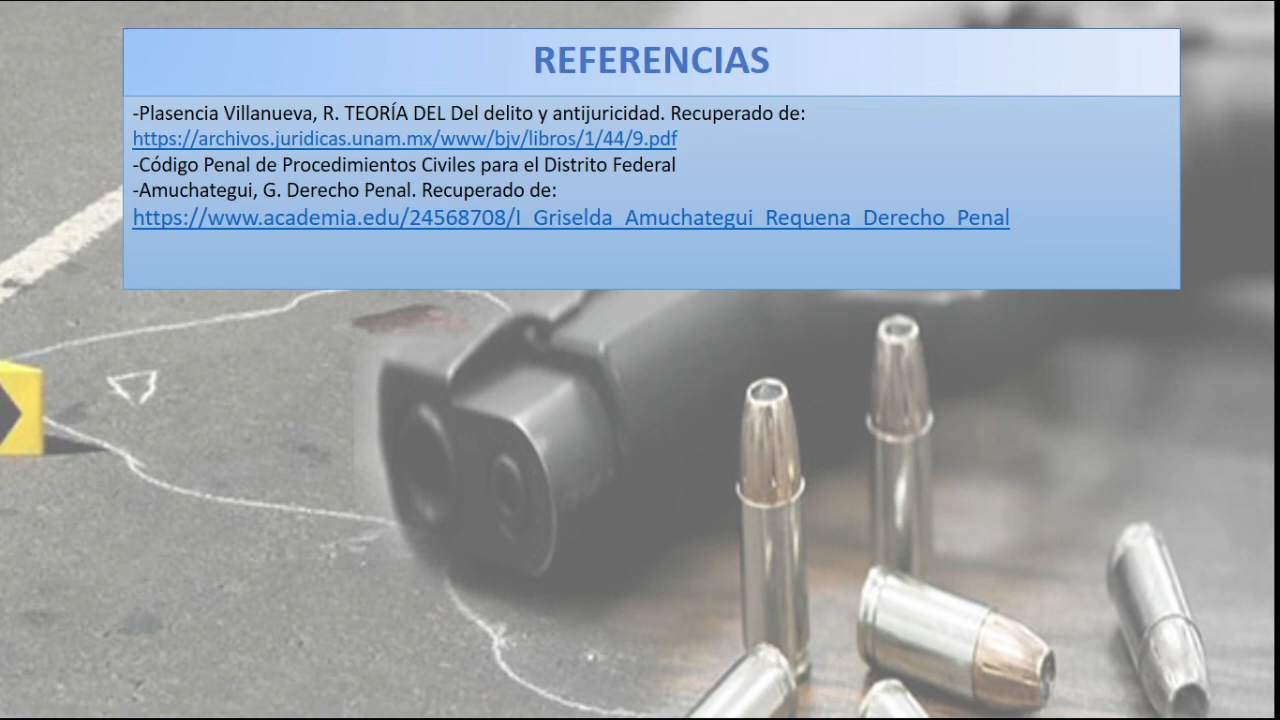 REFERENCIAS
-Plasencia Villanueva, R. TEORÍA DEL Del delito y antijuricidad. Recuperado de:
https://archivos.juridicas.unam.mx/www/bjv/libros/1/44/9.pdf
-Código Penal de Procedimientos Civiles para el Distrito Federal
-Amuchategui, G. Derecho Penal. Recuperado de:
https://www.academia.edu/24568708/I_Griselda_Amuchategui_Requena_Derecho_Penal